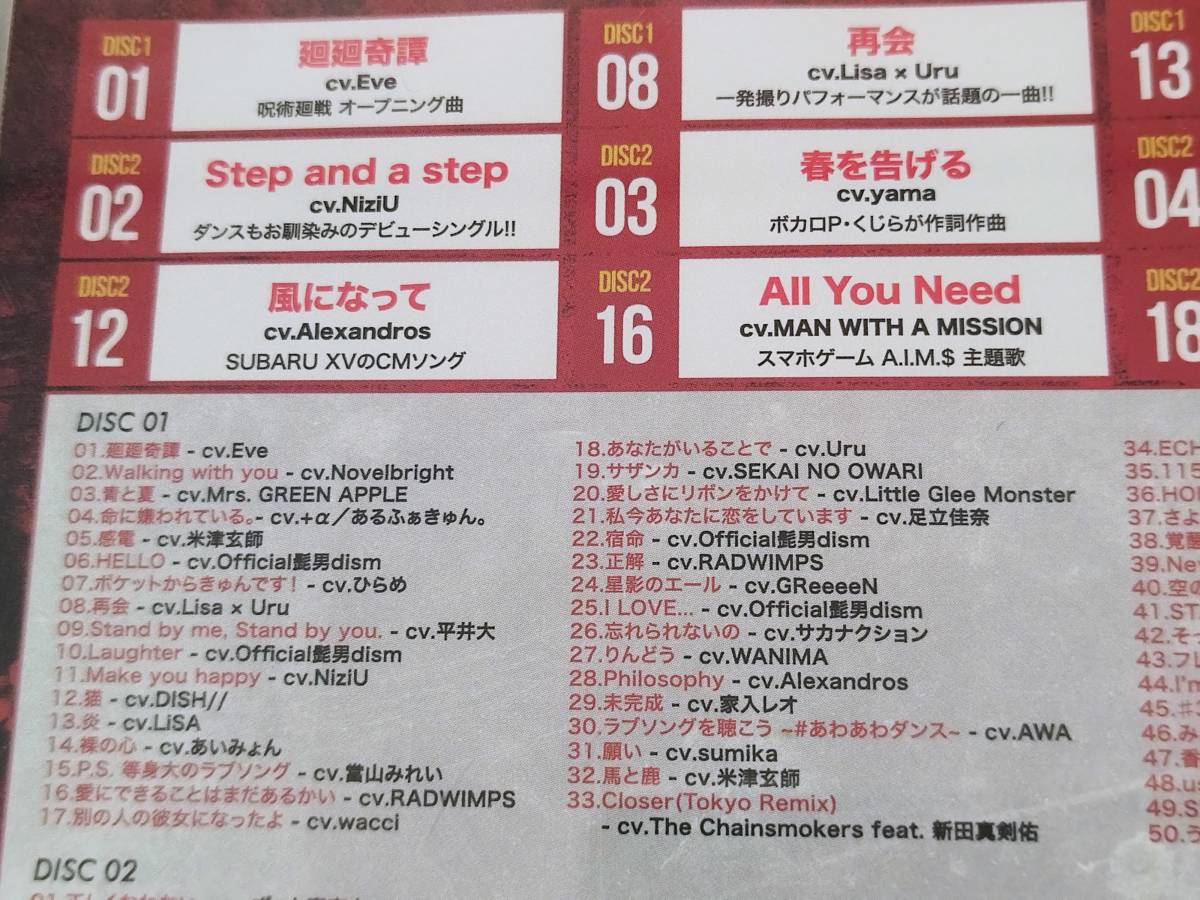 DISC1
01
廻廻奇譚
cv.Eve
呪術廻戦 オープニング曲
DISC1
08
再会
cv.Lisa × Uru
一発撮りパフォーマンスが話題の一曲!!
DISC1
13
DISC2
02
Step and a step
cv.NiziU
ダンスもお馴染みのデビューシングル!!
DISC2
03
春を告げる
cv.yama
ボカロP・くじらが作詞作曲
DISC2
04
DISC2
12
風になって
cv.Alexandros
SUBARU XVのCMソング
DISC2
16
All You Need
cv.MAN WITH A MISSION
スマホゲーム A.I.M.$ 主題歌
DISC2
18
DISC 01
01.廻廻奇譚 - cv.Eve
02.Walking with you - cv.Novelbright
03.青と夏 - cv.Mrs. GREEN APPLE
04.命に嫌われている。- cv.+α／あるふぁきゅん。
05.感電 - cv.米津玄師
06.HELLO - cv.Official髭男dism
07.ポケットからきゅんです！ - cv.ひらめ
08.再会 - cv.Lisa × Uru
09.Stand by me, Stand by you. - cv.平井大
10.Laughter - cv.Official髭男dism
11.Make you happy - cv.NiziU
12.猫 - cv.DISH//
13.炎 - cv.LiSA
14.裸の心 - cv.あいみょん
15.P.S. 等身大のラブソング - cv.當山みれい
16.愛にできることはまだあるかい - cv.RADWIMPS
17.別の人の彼女になったよ - cv.wacci
18.あなたがいることで - cv.Uru
19.サザンカ - cv.SEKAI NO OWARI
20.愛しさにリボンをかけて - cv.Little Glee Monster
21.私今あなたに恋をしています - cv.足立佳奈
22.宿命 - cv.Official髭男dism
23.正解 - cv.RADWIMPS
24.星影のエール - cv.GReeeeN
25.I LOVE... - cv.Official髭男dism
26.忘れられないの - cv.サカナクション
27.りんどう - cv.WANIMA
28.Philosophy - cv.Alexandros
29.未完成 - cv.家入レオ
30.ラブソングを聴こう ~#あわあわダンス~ - cv.AWA
31.願い - cv.sumika
32.馬と鹿 - cv.米津玄師
33.Closer(Tokyo Remix)
- cv.The Chainsmokers feat. 新田真剣佑
34.ECH
35.115
36.HO
37.さよ
38.覚醒
39.Ne
40.空の
41.ST
42.そっ
43.フレ
44.I'm
45.
46.み
47.香
48.u
49.S
50.う
DISC 02